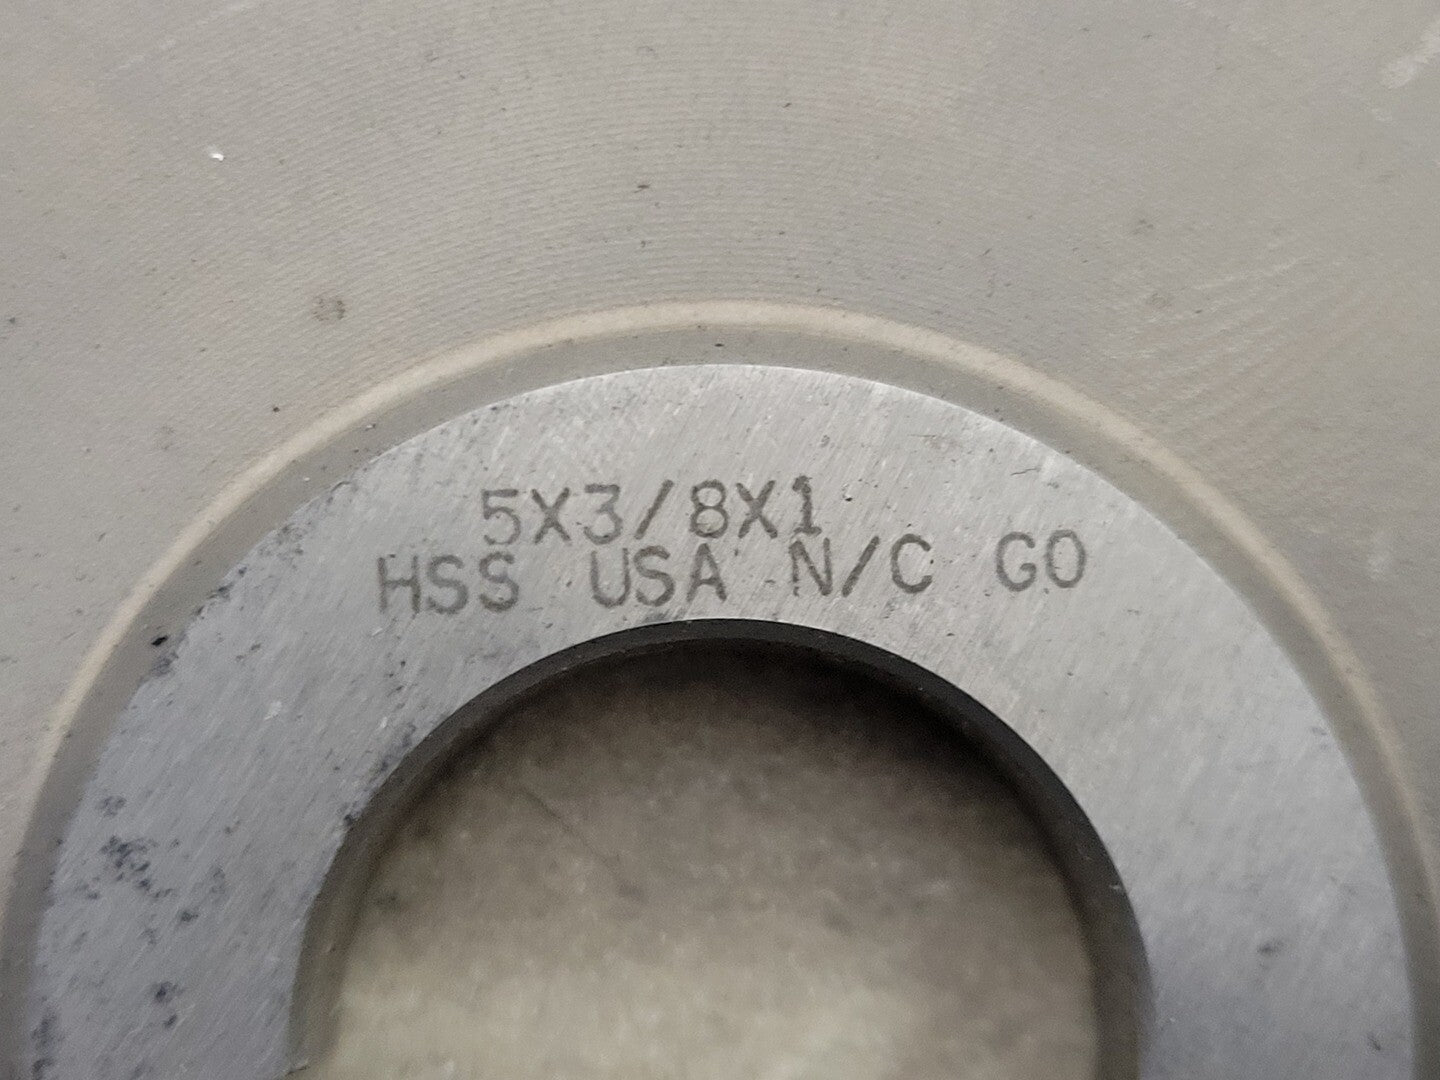 5X3/8X1
HSS USA N/C GO